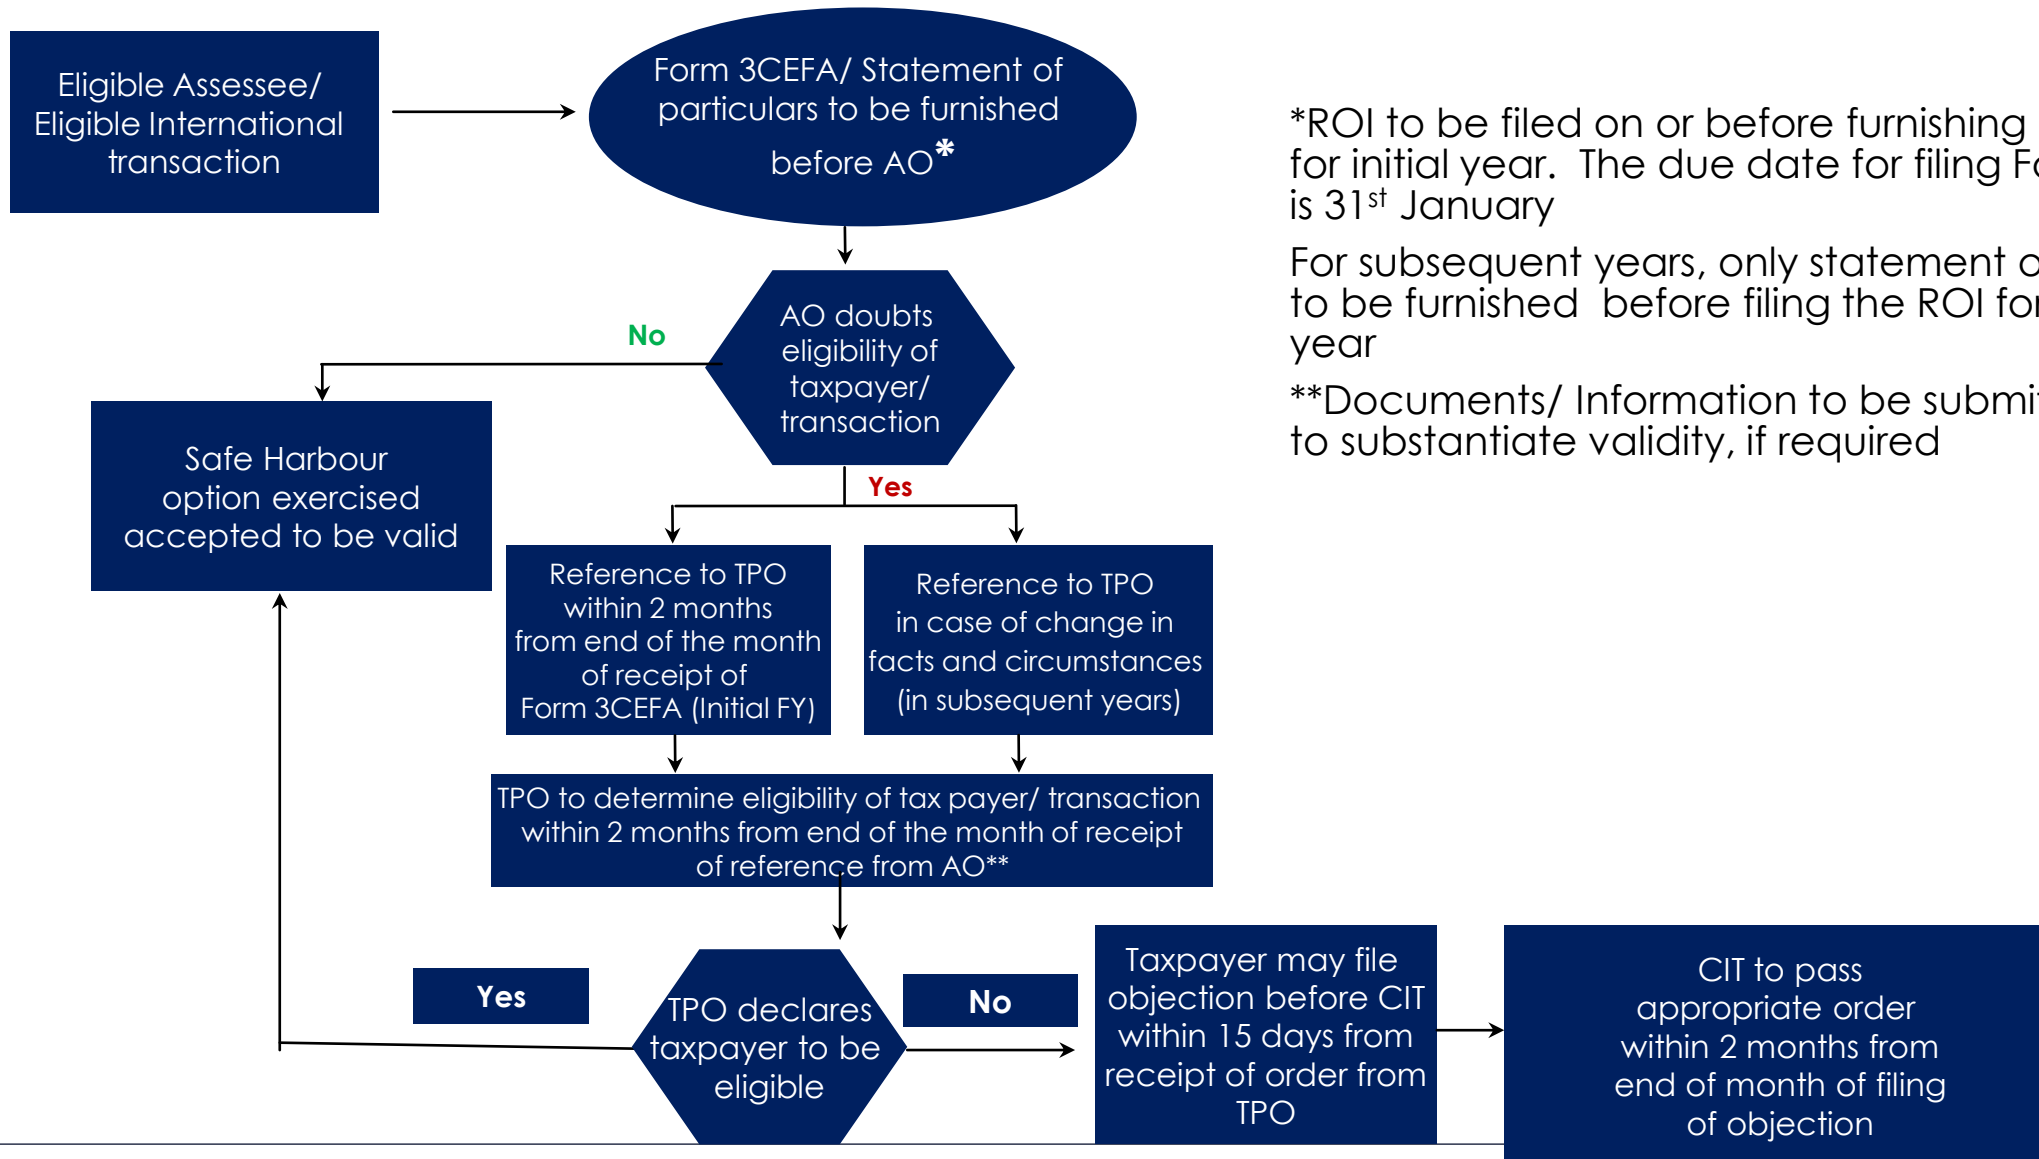 Eligible Assessee/
Eligible International
transaction
Form 3CEFA/ Statement of
particulars to be furnished
before AO*
*ROI to be filed on or before furnishing
for initial year. The due date for filing
is 31st January
For subsequent years, only statement
to be furnished before filing the ROI for
year
**Documents/ Information to be
to substantiate validity, if required
AO doubts
eligibility of
taxpayer/
transaction
No
Yes
Safe Harbour
option exercised
accepted to be valid
Reference to TPO
within 2 months
from end of the month
of receipt of
Form 3CEFA (Initial FY)
Reference to TPO
in case of change in
facts and circumstances
(in subsequent years)
TPO to determine eligibility of tax payer/ transaction
within 2 months from end of the month of receipt
of reference from AO**
Yes
TPO declares
taxpayer to be
eligible
No
Taxpayer may file
objection before CIT
within 15 days from
receipt of order from
TPO
CIT to pass
appropriate order
within 2 months from
end of month of filing
of objection